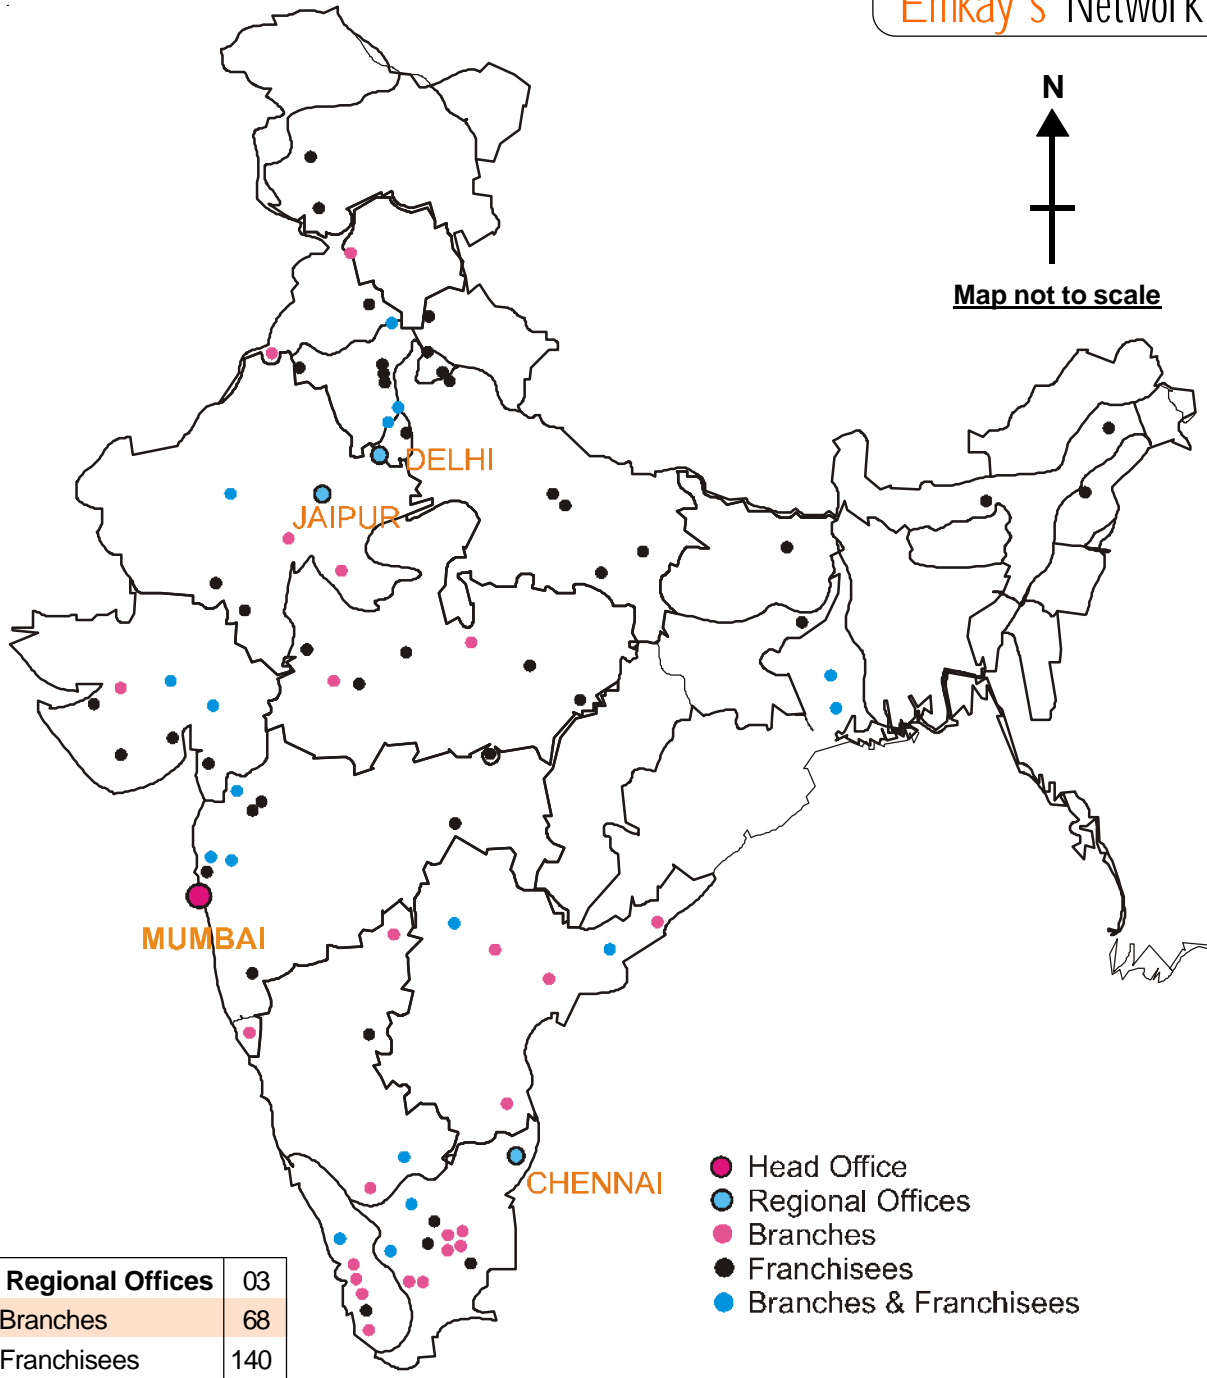 Emkay's Network
N
Map not to scale
DELHI
JAIPUR
MUMBAI
CHENNAI
Head Office
Regional Offices
Branches
Franchisees
Branches & Franchisees
Regional Offices 03
Branches 68
Franchisees 140